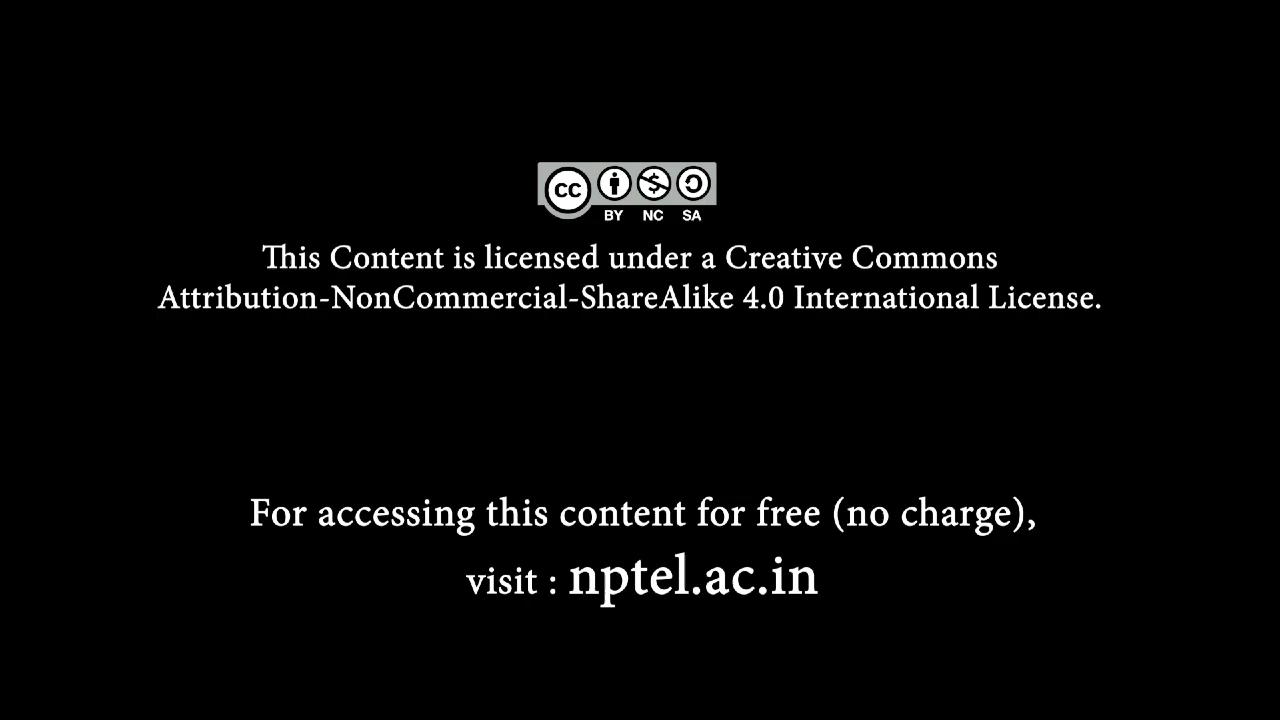 cc
BY NC SA
This Content is licensed under a Creative Commons
Attribution-NonCommercial-ShareAlike 4.0 International License.
For accessing this content for free (no charge),
visit : nptel.ac.in